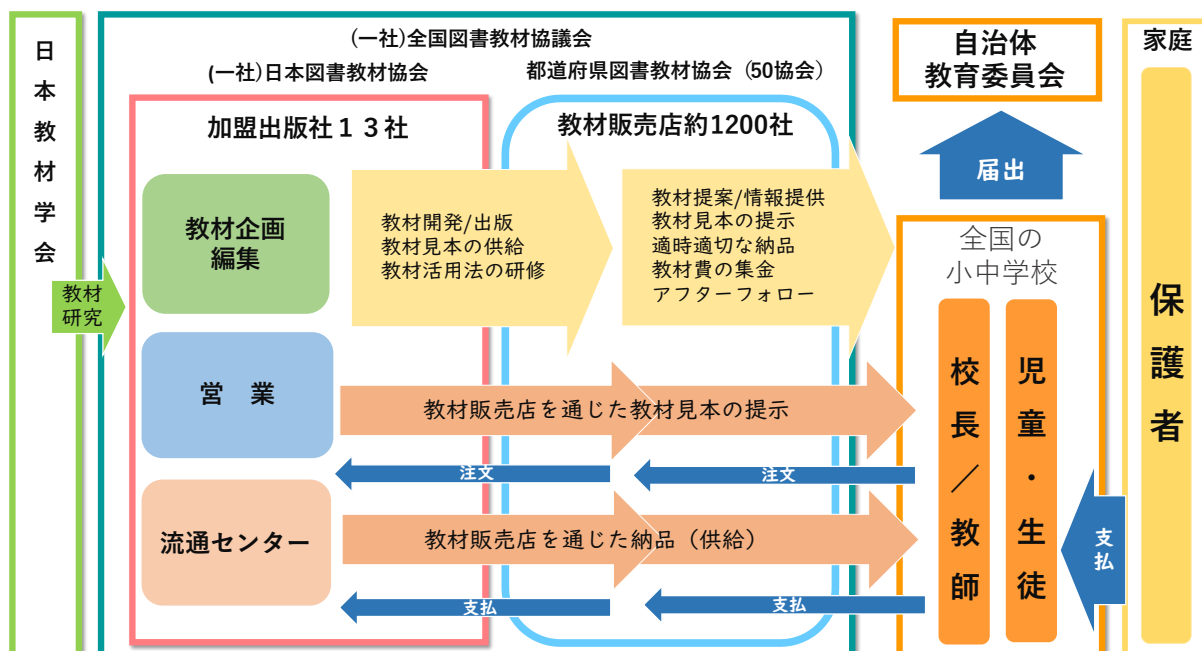 日本教材学会
教材
研究
(一社)全国図書教材協議会
(一社)日本図書教材協会
都道府県図書教材協会（50協会）
加盟出版社１３社
教材販売店約1200社
教材企画
編集
教材開発/出版
教材見本の供給
教材活用法の研修
教材提案/情報提供
教材見本の提示
適時適切な納品
教材費の集金
アフターフォロー
営　業
教材販売店を通じた教材見本の提示
注文
注文
流通センター
教材販売店を通じた納品（供給）
支払
支払
自治体
教育委員会
届出
全国の
小中学校
校長／教師
児童・生徒
支払
家庭
保護者